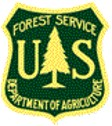 FOREST SERVICE
U S
DEPARTMENT OF AGRICULTURE